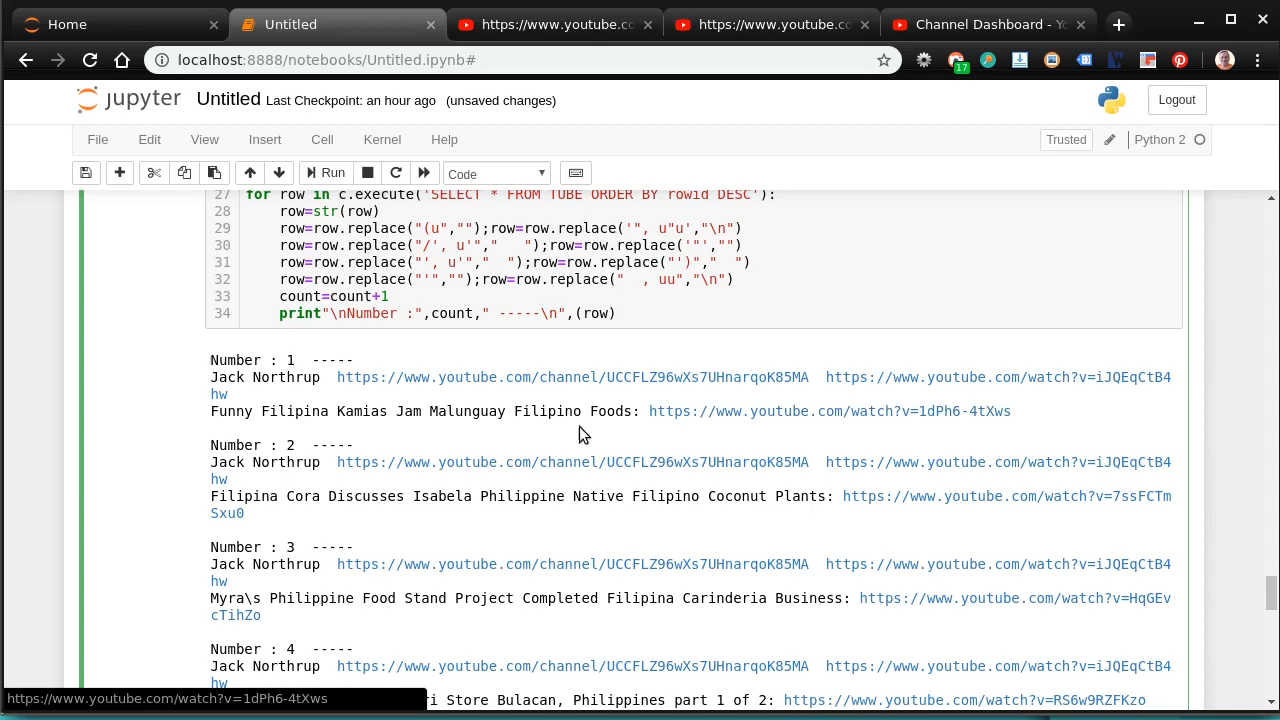 Home
Untitled
https://www.youtube.co
https://www.youtube.co
Channel Dashboard - Yo
localhost:8888/notebooks/Untitled.ipynb#
17
jupyter Untitled Last Checkpoint: an hour ago (unsaved changes)
Logout
File Edit View Insert Cell Kernel Help
Trusted Python 2
Run Code
27 for row in c.execute('SELECT * FROM TUBE ORDER BY rowid DESC'):
28     row=str(row)
29     row=row.replace("(u","");row=row.replace('", u"u',"\n")
30     row=row.replace("/', u'","   ");row=row.replace('"',"")
31     row=row.replace("', u'","  ");row=row.replace("')","  ")
32     row=row.replace("'","");row=row.replace("  , uu","\n")
33     count=count+1
34     print"\nNumber :",count," -----\n",(row)
Number : 1  -----
Jack Northrup  https://www.youtube.com/channel/UCCFLZ96wXs7UHnarqoK85MA  https://www.youtube.com/watch?v=iJQEqCtB4
hw
Funny Filipina Kamias Jam Malunguay Filipino Foods: https://www.youtube.com/watch?v=1dPh6-4tXws
Number : 2  -----
Jack Northrup  https://www.youtube.com/channel/UCCFLZ96wXs7UHnarqoK85MA  https://www.youtube.com/watch?v=iJQEqCtB4
hw
Filipina Cora Discusses Isabela Philippine Native Filipino Coconut Plants: https://www.youtube.com/watch?v=7ssFCTm
Sxu0
Number : 3  -----
Jack Northrup  https://www.youtube.com/channel/UCCFLZ96wXs7UHnarqoK85MA  https://www.youtube.com/watch?v=iJQEqCtB4
hw
Myra\s Philippine Food Stand Project Completed Filipina Carinderia Business: https://www.youtube.com/watch?v=HqGEv
cTihZo
Number : 4  -----
Jack Northrup  https://www.youtube.com/channel/UCCFLZ96wXs7UHnarqoK85MA  https://www.youtube.com/watch?v=iJQEqCtB4
hw
ri Store Bulacan, Philippines part 1 of 2: https://www.youtube.com/watch?v=RS6w9RZFKzo
https://www.youtube.com/watch?v=1dPh6-4tXws